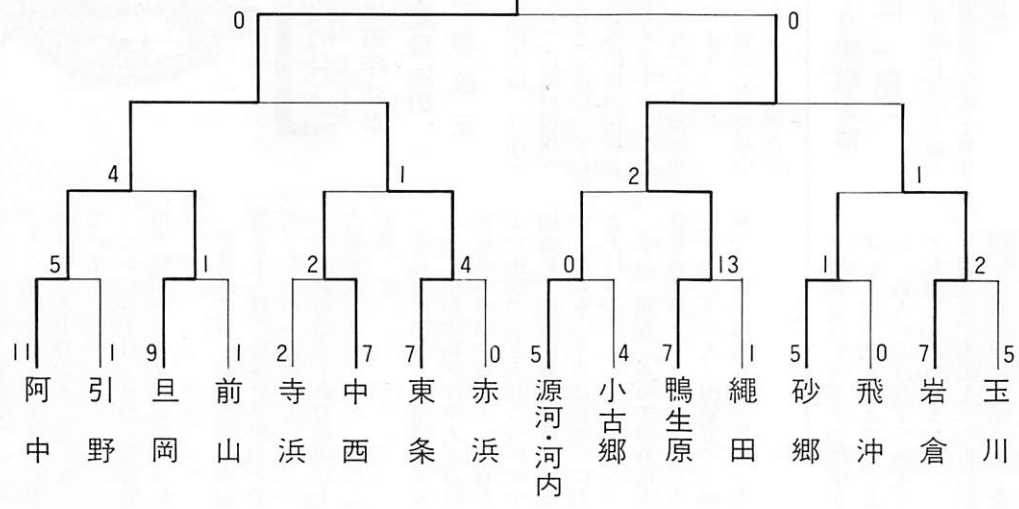 0 0
4 1 2 1
5 1 2 4 0 13 1 2
11 1 9 1 2 7 7 0 5 4 7 1 5 0 7 5
阿中
引野
旦岡
前山
寺浜
中西
東条
赤浜
源河・河内
小古郷
鴨生原
繩田
砂郷
飛沖
岩倉
玉川